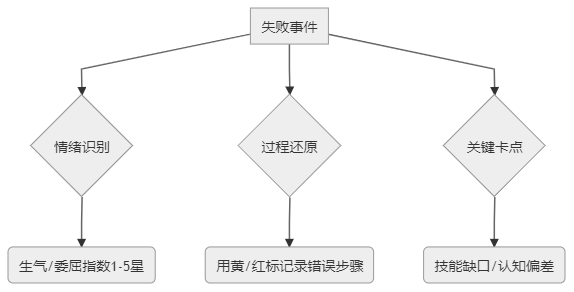 失败事件
情绪识别
过程还原
关键卡点
生气/委屈指数1-5星
用黄/红标记录错误步骤
技能缺口/认知偏差